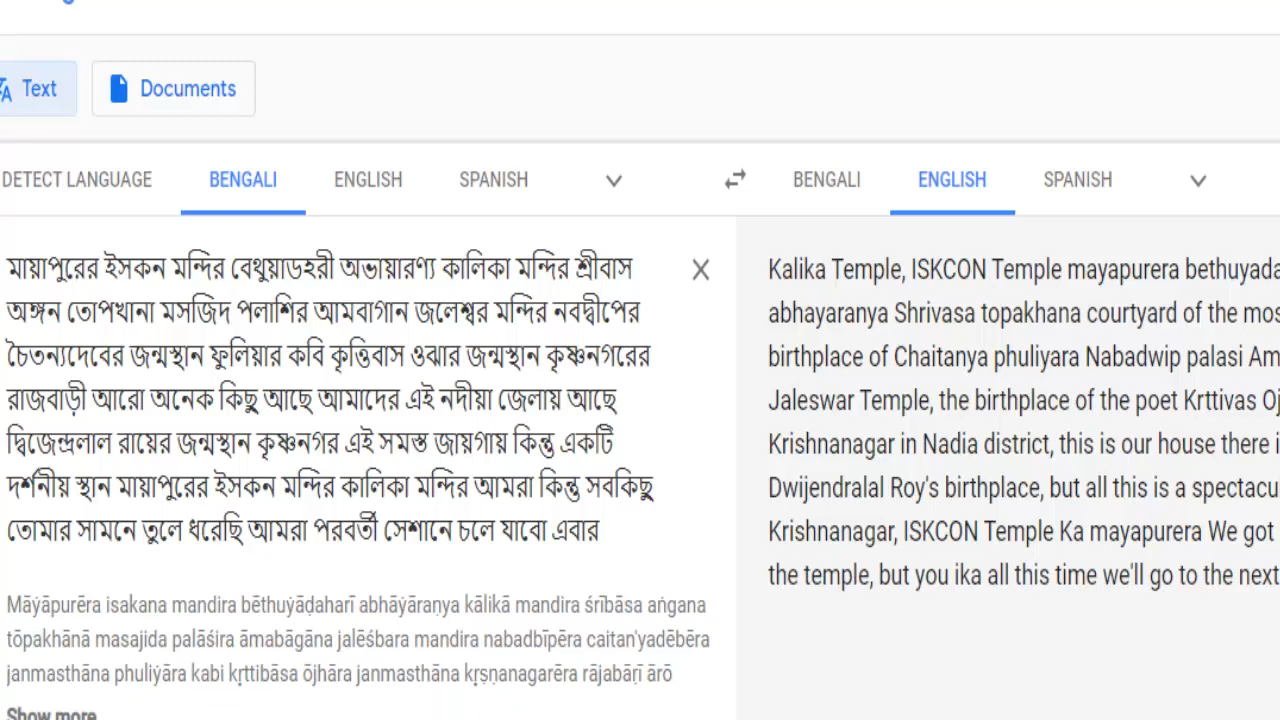 Text
Documents
DETECT LANGUAGE BENGALI ENGLISH SPANISH BENGALI ENGLISH SPANISH
মায়াপুরের ইসকন মন্দির বেথুয়াডহরী অভায়ারণ্য কালিকা মন্দির শ্রীবাস
অঙ্গন তোপখানা মসজিদ পলাশির আমবাগান জলেশ্বর মন্দির নবদ্বীপের
চৈতন্যদেবের জন্মস্থান ফুলিয়ার কবি কৃত্তিবাস ওঝার জন্মস্থান কৃষ্ণনগরের
রাজবাড়ী আরো অনেক কিছু আছে আমাদের এই নদীয়া জেলায় আছে
দ্বিজেন্দ্রলাল রায়ের জন্মস্থান কৃষ্ণনগর এই সমস্ত জায়গায় কিন্তু একটি
দর্শনীয় স্থান মায়াপুরের ইসকন মন্দির কালিকা মন্দির আমরা কিন্তু সবকিছু
তোমার সামনে তুলে ধরেছি আমরা পরবর্তী সেশানে চলে যাবো এবার
Māẏāpurēra isakana mandira bēthuẏāḍaharī abhāẏāraṇya kālikā mandira śrībāsa aṅgana
tōpakhānā masajida palāśira āmabāgāna jalēśbara mandira nabadbīpēra caitan'yadēbēra
janmasthāna phuliẏāra kabi kr̥ttibāsa ōjhāra janmasthāna kr̥ṣṇanagarēra rājabāṛī ārō
Show more
Kalika Temple, ISKCON Temple mayapurera bethuyada
abhayaranya Shrivasa topakhana courtyard of the mos
birthplace of Chaitanya phuliyara Nabadwip palasi Am
Jaleswar Temple, the birthplace of the poet Krttivas Oj
Krishnanagar in Nadia district, this is our house there i
Dwijendralal Roy's birthplace, but all this is a spectacu
Krishnanagar, ISKCON Temple Ka mayapurera We got
the temple, but you ika all this time we'll go to the next